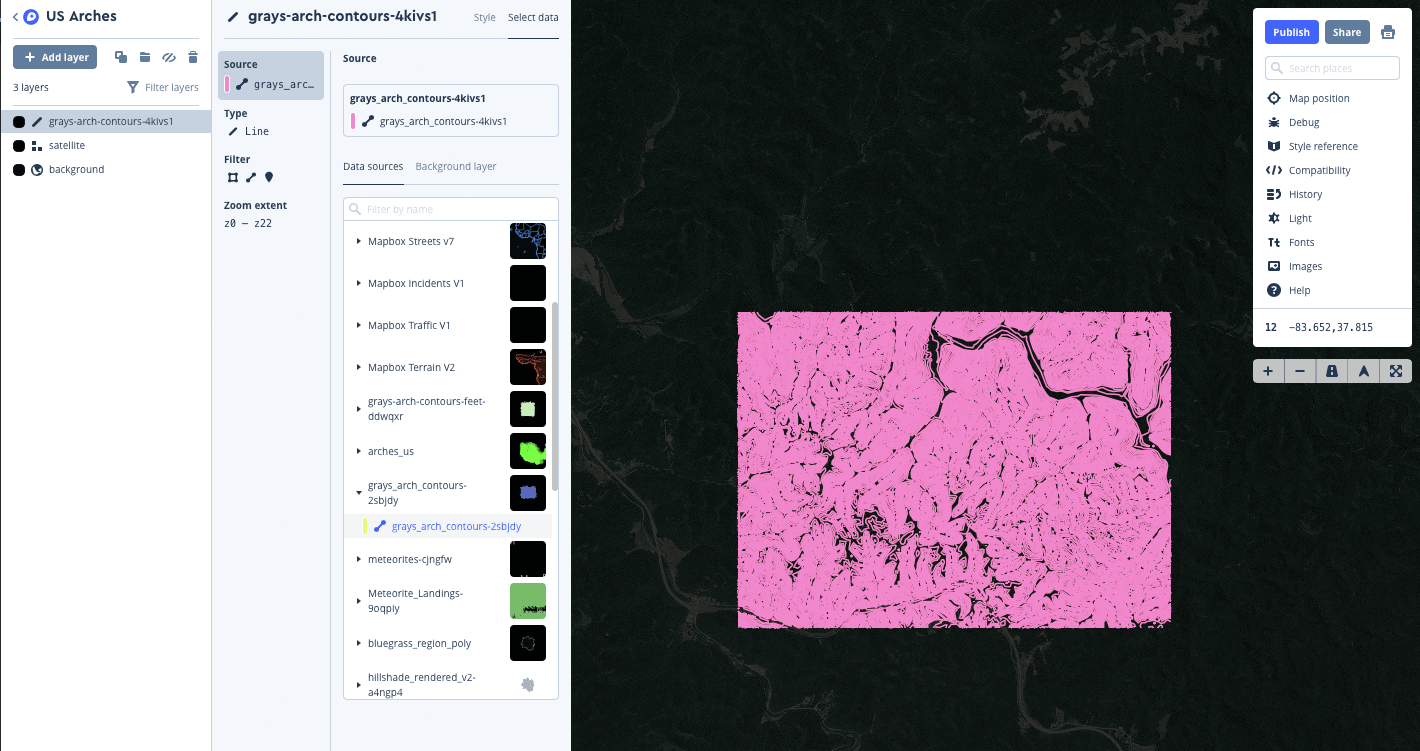 US Arches
Add layer
3 layers
Filter layers
grays-arch-contours-4kivs1
satellite
background
grays-arch-contours-4kivs1
Style
Select data
Source
grays_arc…
Type
Line
Filter
Zoom extent
z0 – z22
Source
grays_arch_contours-4kivs1
grays_arch_contours-4kivs1
Data sources
Background layer
Filter by name
Mapbox Streets v7
Mapbox Incidents V1
Mapbox Traffic V1
Mapbox Terrain V2
grays-arch-contours-feet-
ddwqxr
arches_us
grays_arch_contours-
2sbjdy
grays_arch_contours-2sbjdy
meteorites-cjngfw
Meteorite_Landings-
9oqpiy
bluegrass_region_poly
hillshade_rendered_v2-
a4ngp4
Publish
Share
Search places
Map position
Debug
Style reference
Compatibility
History
Light
Tt Fonts
Images
Help
12 −83.652,37.815